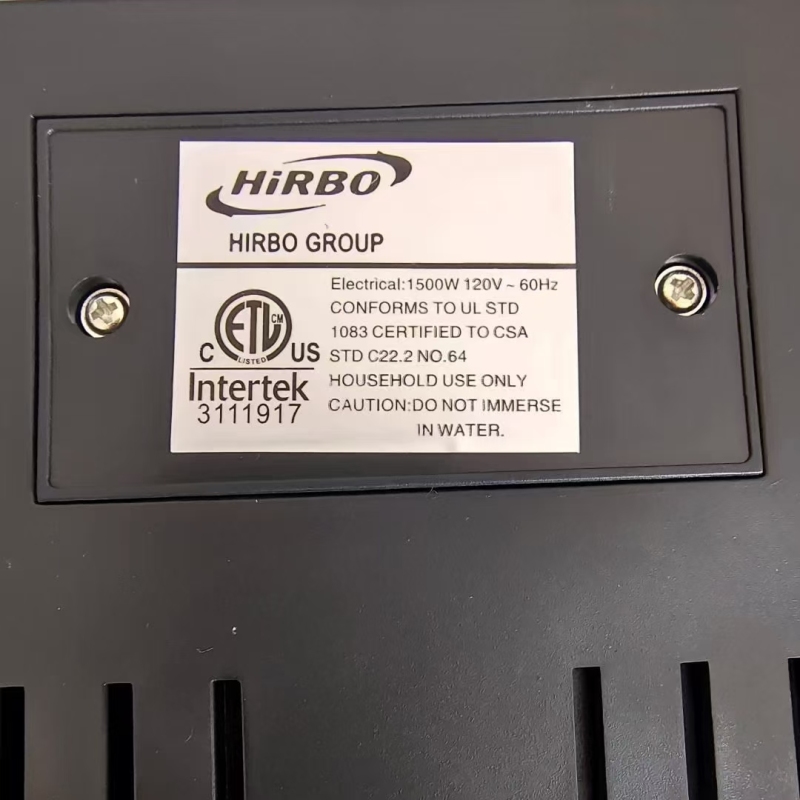 HiRBO
HIRBO GROUP
ETL CM
C LISTED US
Intertek
3111917
Electrical:1500W 120V ~ 60Hz
CONFORMS TO UL STD
1083 CERTIFIED TO CSA
STD C22.2 NO.64
HOUSEHOLD USE ONLY
CAUTION:DO NOT IMMERSE
IN WATER.